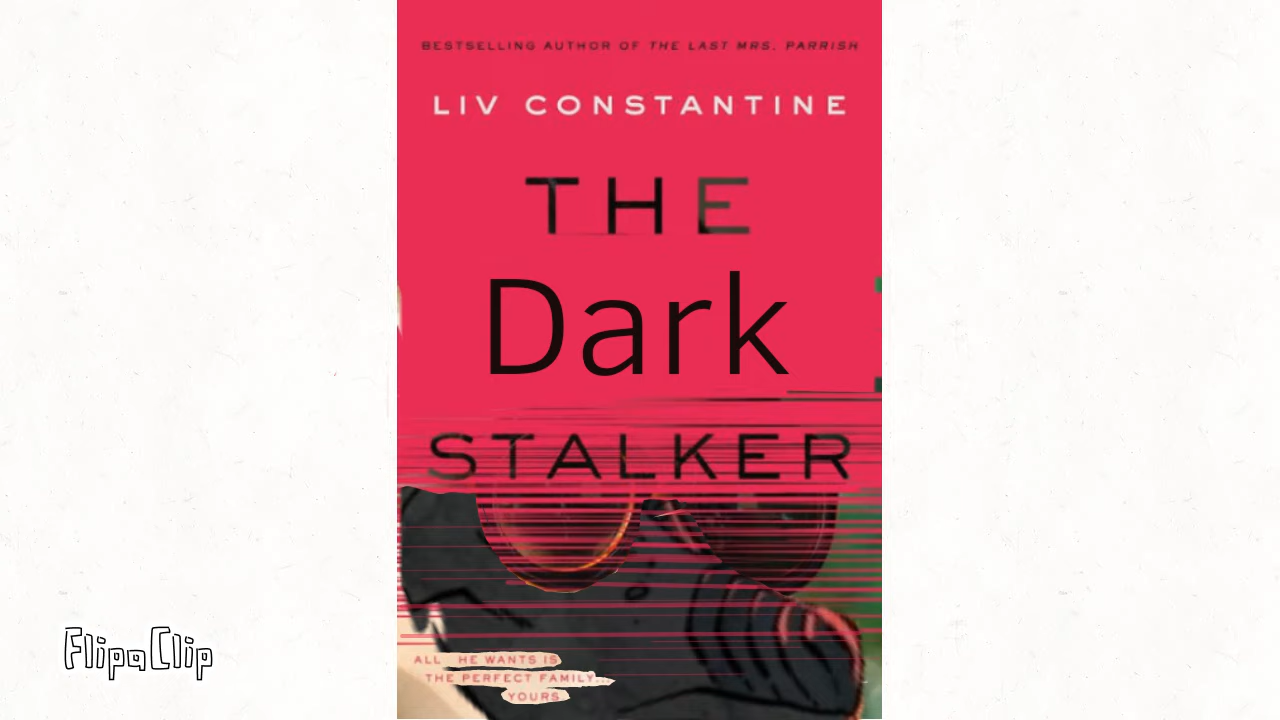 BESTSELLING AUTHOR OF THE LAST MRS. PARRISH
LIV CONSTANTINE
THE
Dark
STALKER
ALL HE WANTS IS
THE PERFECT FAMILY...
YOURS
FlipaClip